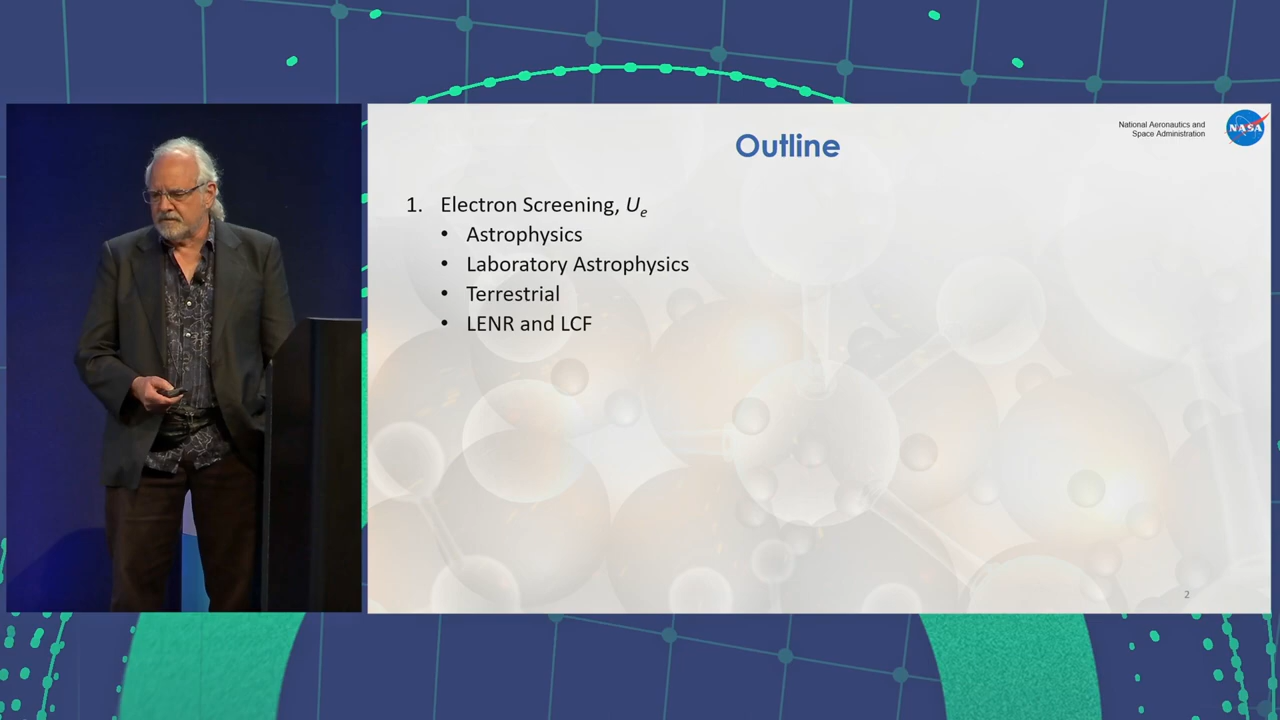 National Aeronautics and
Space Administration
NASA
Outline
1. Electron Screening, Ue
• Astrophysics
• Laboratory Astrophysics
• Terrestrial
• LENR and LCF
2